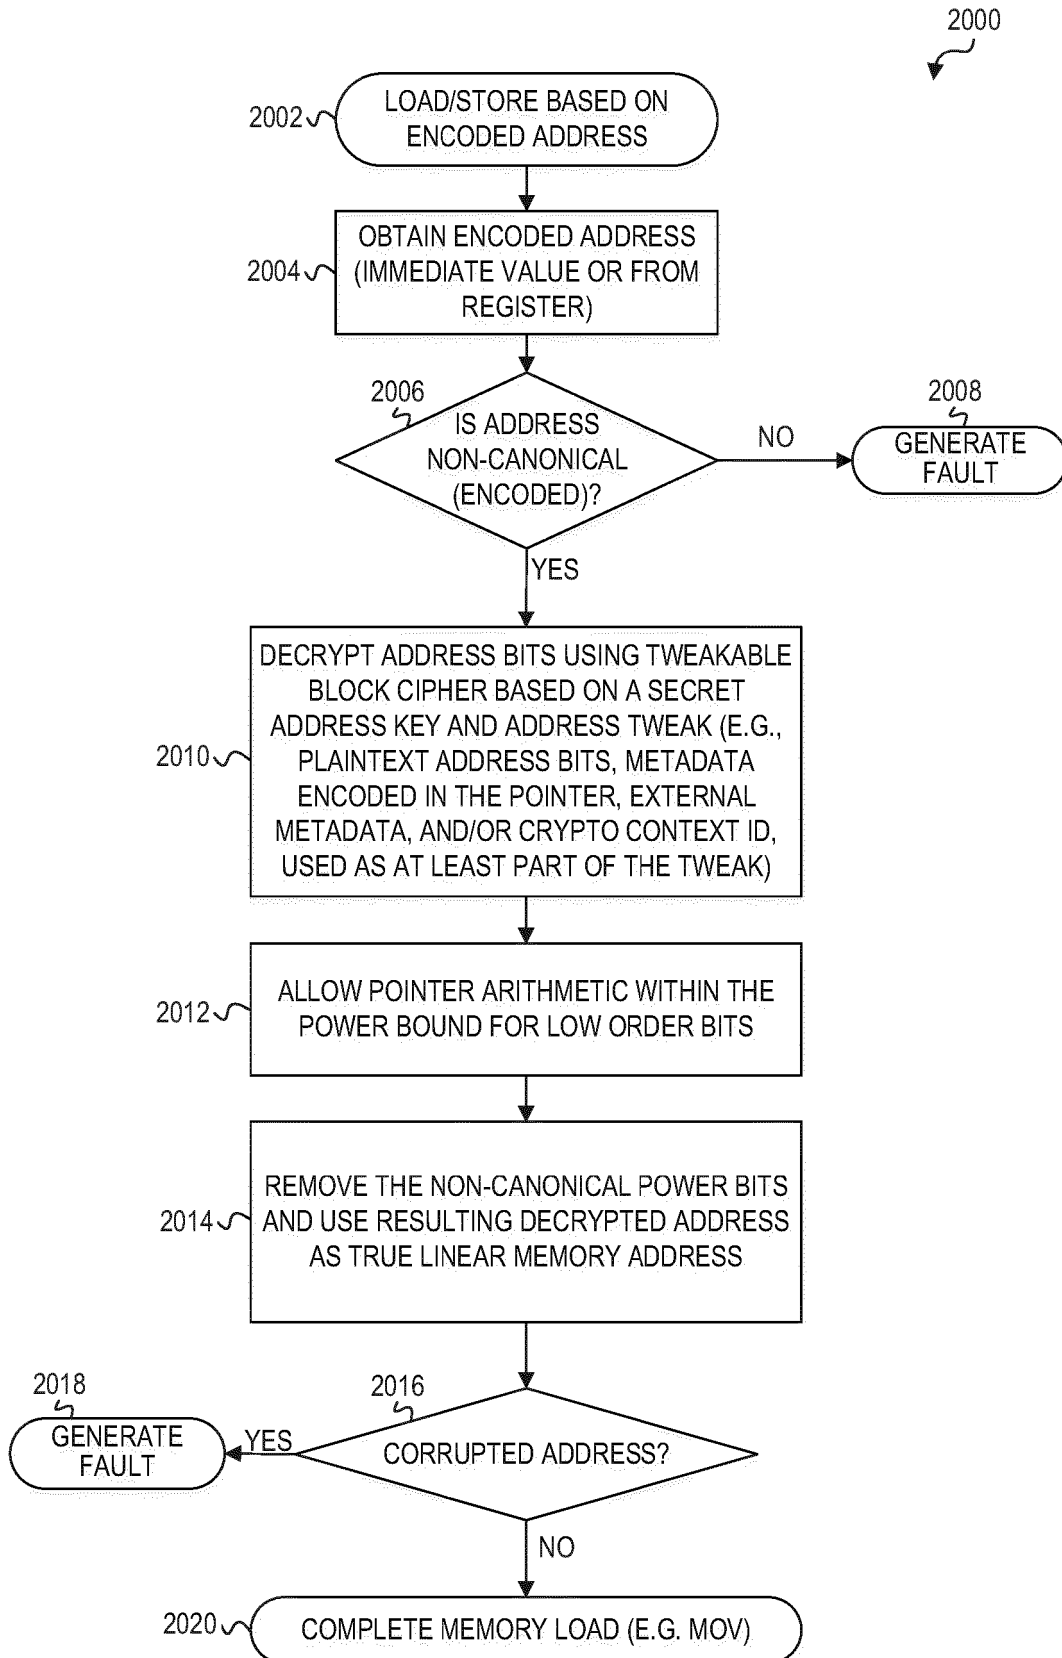 2000
2002
LOAD/STORE BASED ON
ENCODED ADDRESS
2004
OBTAIN ENCODED ADDRESS
(IMMEDIATE VALUE OR FROM
REGISTER)
2006
IS ADDRESS
NON-CANONICAL
(ENCODED)?
NO
2008
GENERATE
FAULT
YES
2010
DECRYPT ADDRESS BITS USING TWEAKABLE
BLOCK CIPHER BASED ON A SECRET
ADDRESS KEY AND ADDRESS TWEAK (E.G.,
PLAINTEXT ADDRESS BITS, METADATA
ENCODED IN THE POINTER, EXTERNAL
METADATA, AND/OR CRYPTO CONTEXT ID,
USED AS AT LEAST PART OF THE TWEAK)
2012
ALLOW POINTER ARITHMETIC WITHIN THE
POWER BOUND FOR LOW ORDER BITS
2014
REMOVE THE NON-CANONICAL POWER BITS
AND USE RESULTING DECRYPTED ADDRESS
AS TRUE LINEAR MEMORY ADDRESS
2016
CORRUPTED ADDRESS?
YES
2018
GENERATE
FAULT
NO
2020
COMPLETE MEMORY LOAD (E.G. MOV)